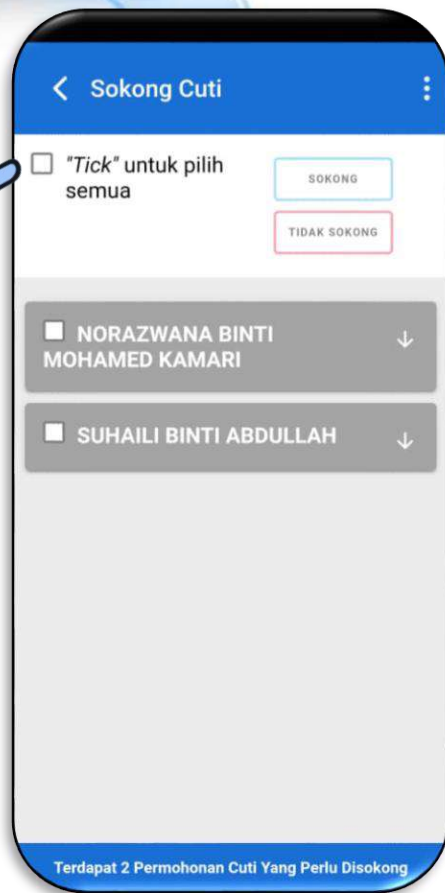 Sokong Cuti
"Tick" untuk pilih
semua
SOKONG
TIDAK SOKONG
NORAZWANA BINTI
MOHAMED KAMARI
SUHAILI BINTI ABDULLAH
Terdapat 2 Permohonan Cuti Yang Perlu Disokong